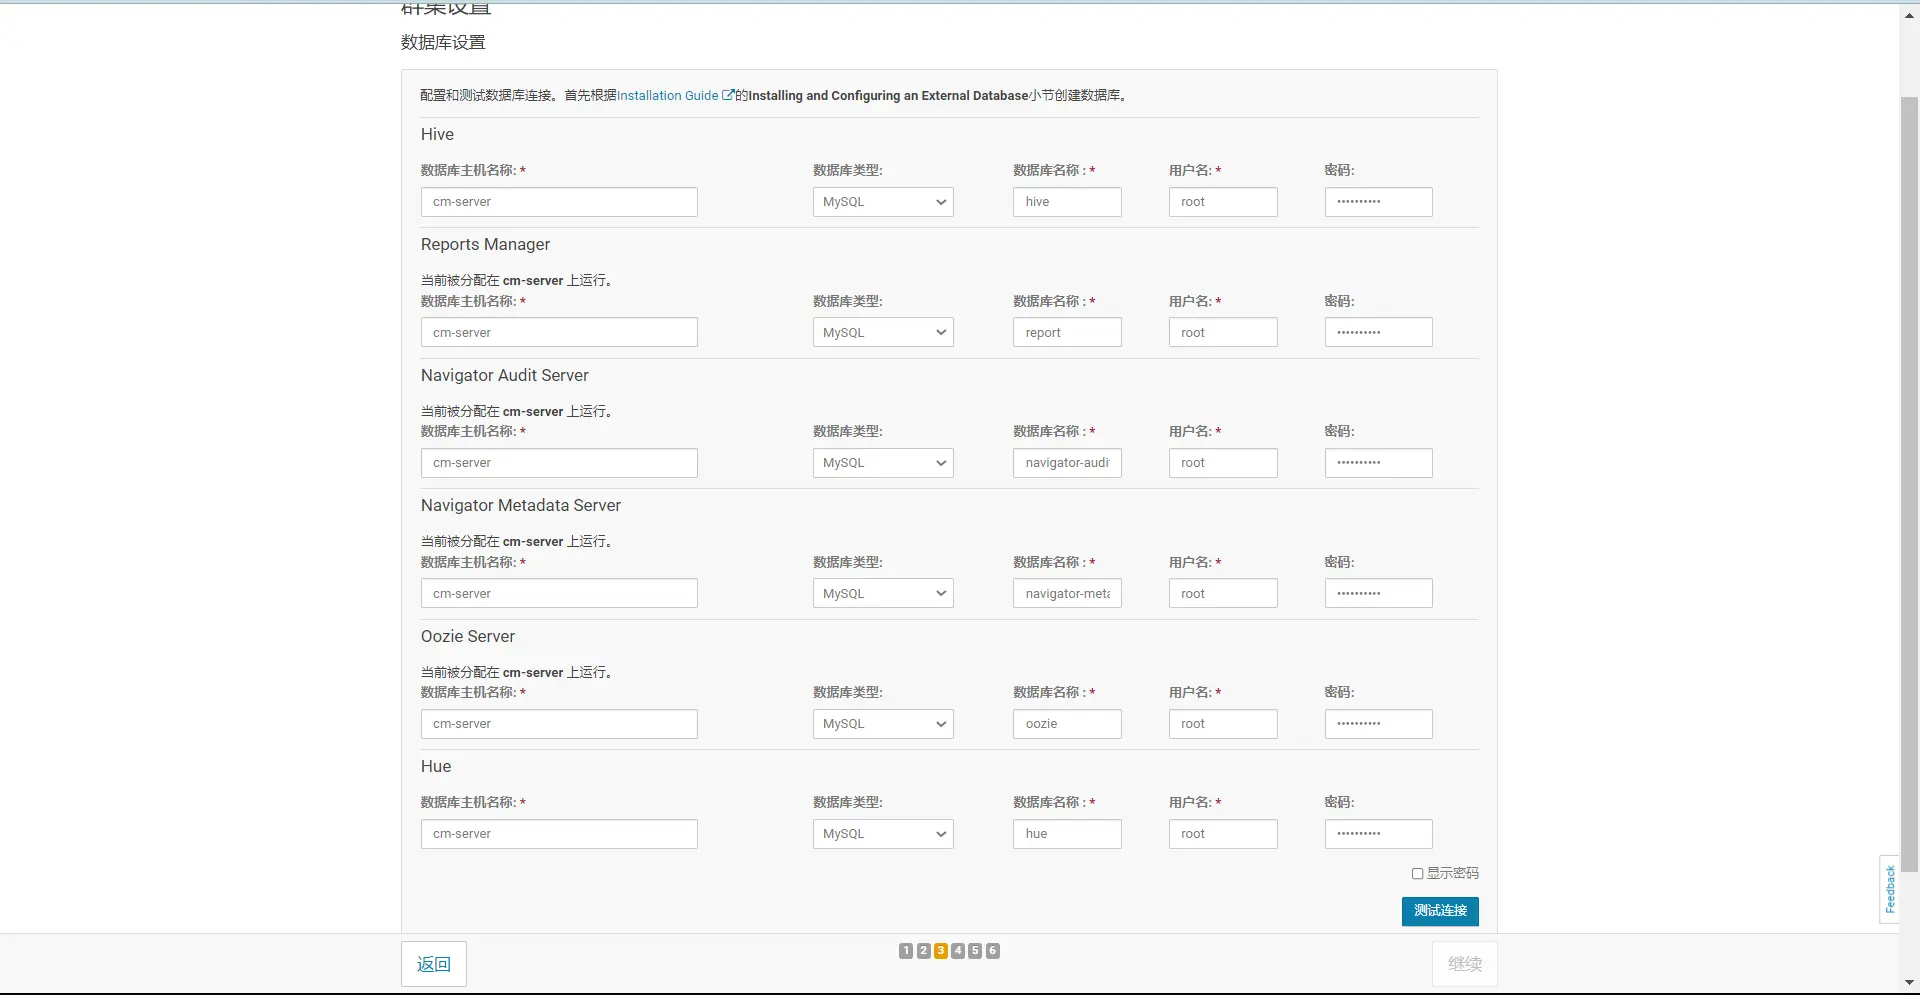 群集设置
数据库设置
配置和测试数据库连接。首先根据Installation Guide的Installing and Configuring an External Database小节创建数据库。
Hive
数据库主机名称: * 数据库类型: 数据库名称 : * 用户名: * 密码:
cm-server MySQL hive root ••••••••••
Reports Manager
当前被分配在 cm-server 上运行。
数据库主机名称: * 数据库类型: 数据库名称 : * 用户名: * 密码:
cm-server MySQL report root ••••••••••
Navigator Audit Server
当前被分配在 cm-server 上运行。
数据库主机名称: * 数据库类型: 数据库名称 : * 用户名: * 密码:
cm-server MySQL navigator-audi root ••••••••••
Navigator Metadata Server
当前被分配在 cm-server 上运行。
数据库主机名称: * 数据库类型: 数据库名称 : * 用户名: * 密码:
cm-server MySQL navigator-meta root ••••••••••
Oozie Server
当前被分配在 cm-server 上运行。
数据库主机名称: * 数据库类型: 数据库名称 : * 用户名: * 密码:
cm-server MySQL oozie root ••••••••••
Hue
数据库主机名称: * 数据库类型: 数据库名称 : * 用户名: * 密码:
cm-server MySQL hue root ••••••••••
显示密码
Feedback
测试连接
返回 1 2 3 4 5 6 继续